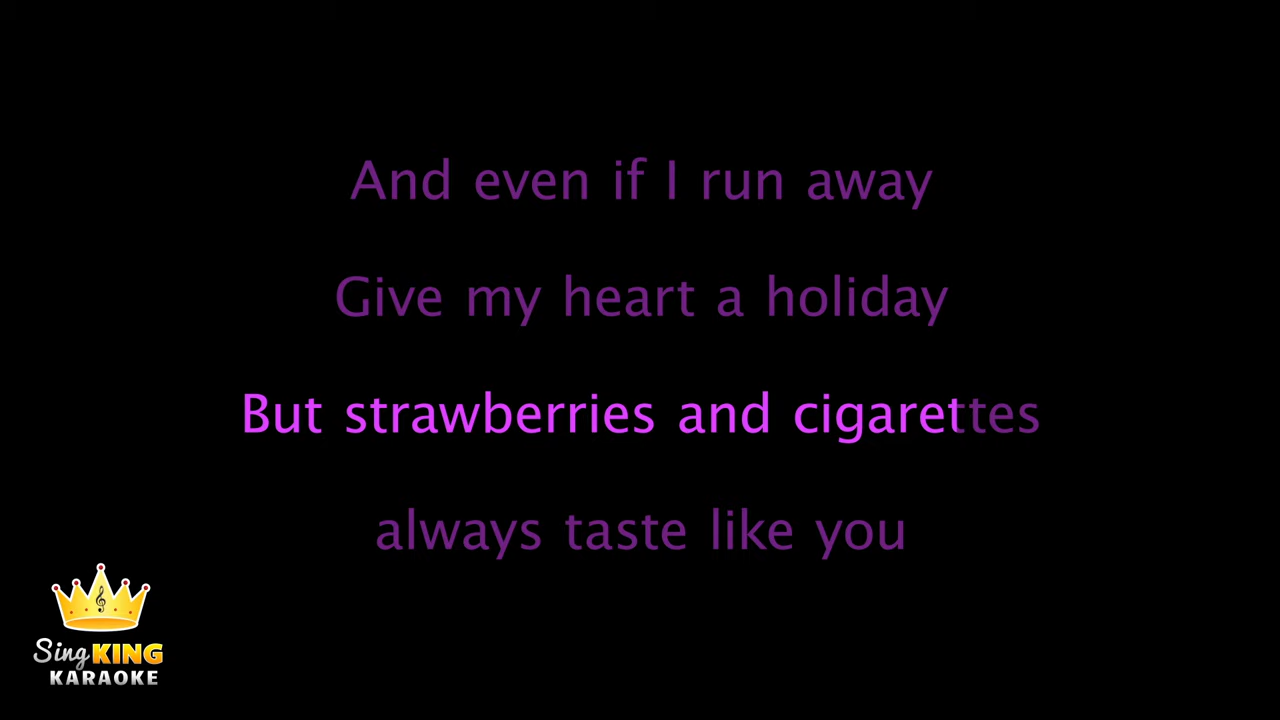 And even if I run away
Give my heart a holiday
But strawberries and cigarettes
always taste like you
Sing KING
KARAOKE